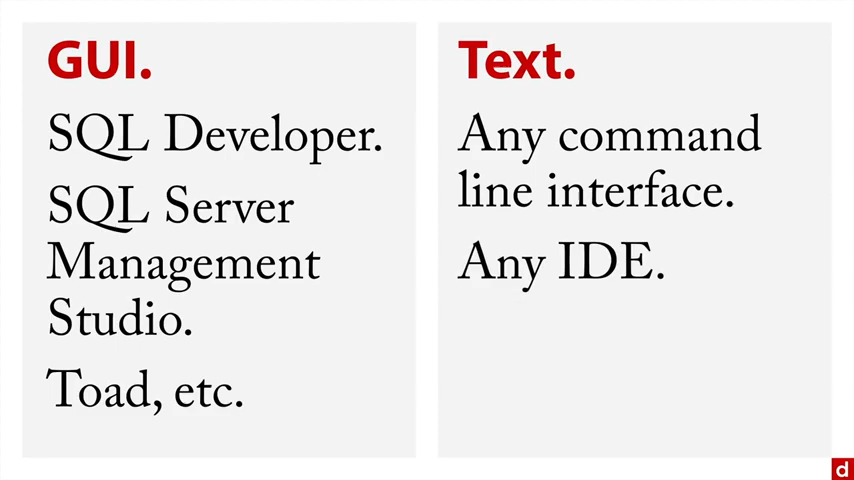 GUI.
SQL Developer.
SQL Server
Management
Studio.
Toad, etc.
Text.
Any command
line interface.
Any IDE.
d